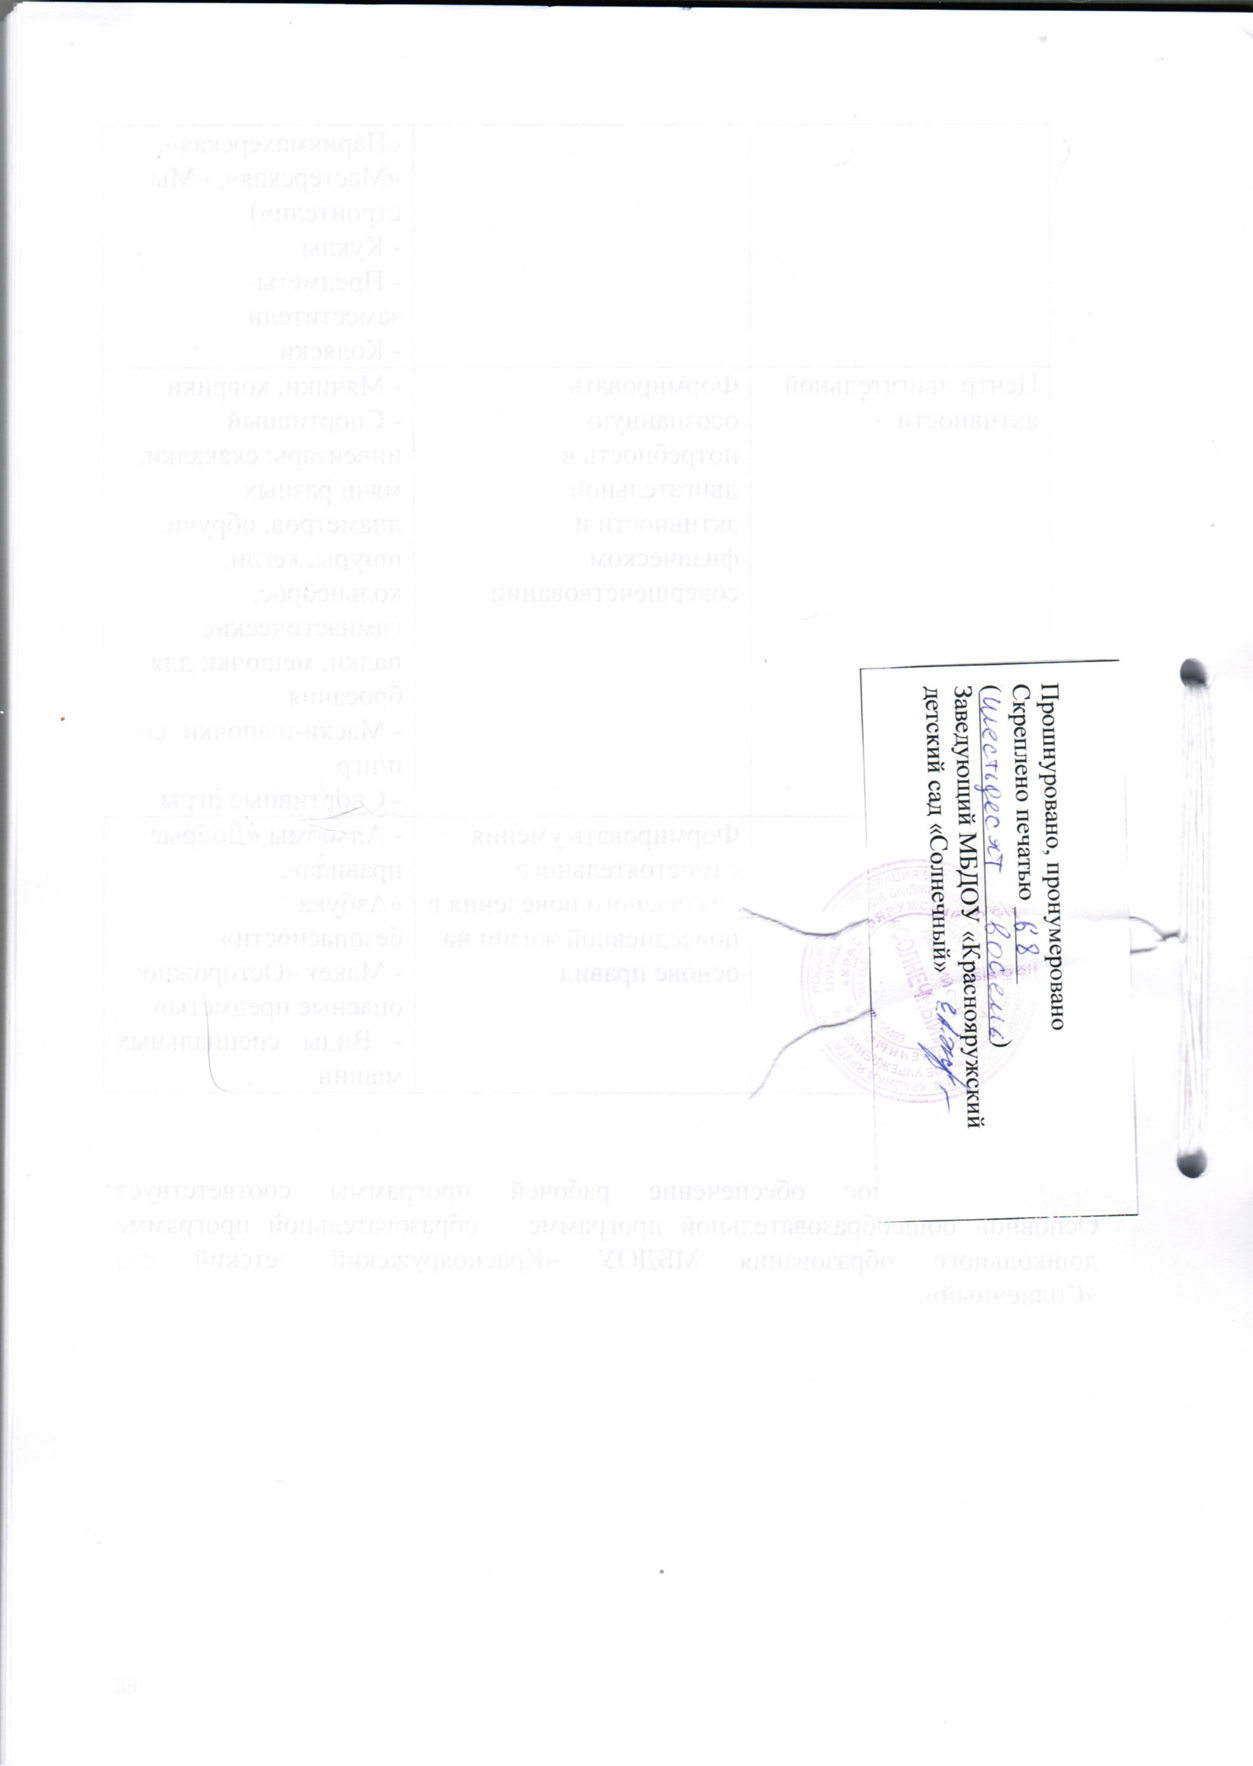 Прошнуровано, пронумеровано
Скреплено печатью 68
(шестьдесят восемь)
Заведующий МБДОУ «Краснояружский
детский сад «Солнечный»
«Парикмахерская»,
«Мастерская», «Мы
строители»)
- Куклы
- Предметы-
заместители
- Коляски
Центр двигательной
активности
Формировать
осознанную
потребность в
двигательной
активности и
физическом
совершенствовании
- Мячики, коврики
- Спортивный
инвентарь: скакалки,
мячи разных
диаметров, обручи,
шнуры, кегли,
кольцеброс,
гимнастические
палки, мешочки для
бросания
- Маски-шапочки для
п/игр
- Спортивные игры
Формировать умения
самостоятельного
безопасного поведения в
повседневной жизни на
основе правил
- Альбомы «Добрые
правила»,
«Азбука
безопасности»
- Макет «Осторожно:
опасные предметы»
- Виды специальных
машин
обеспечение рабочей программы соответствует
Основной общеобразовательной программе – образовательной программе
дошкольного образования МБДОУ «Краснояружский детский сад
«Солнечный».